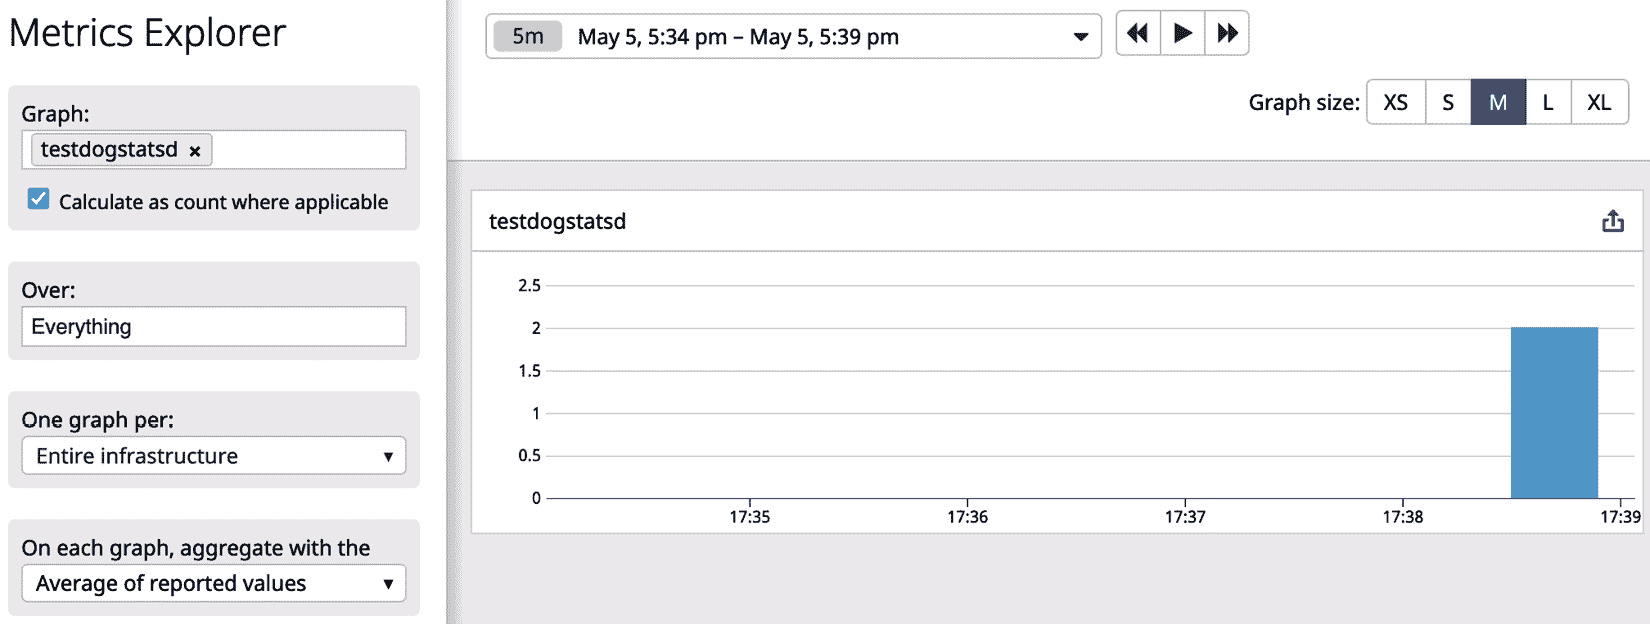 Metrics Explorer
Graph:
testdogstatsd ×
Calculate as count where applicable
Over:
Everything
One graph per:
Entire infrastructure
On each graph, aggregate with the
Average of reported values
5m May 5, 5:34 pm – May 5, 5:39 pm
Graph size: XS S M L XL
testdogstatsd
2.5
2
1.5
1
0.5
0
17:35 17:36 17:37 17:38 17:39